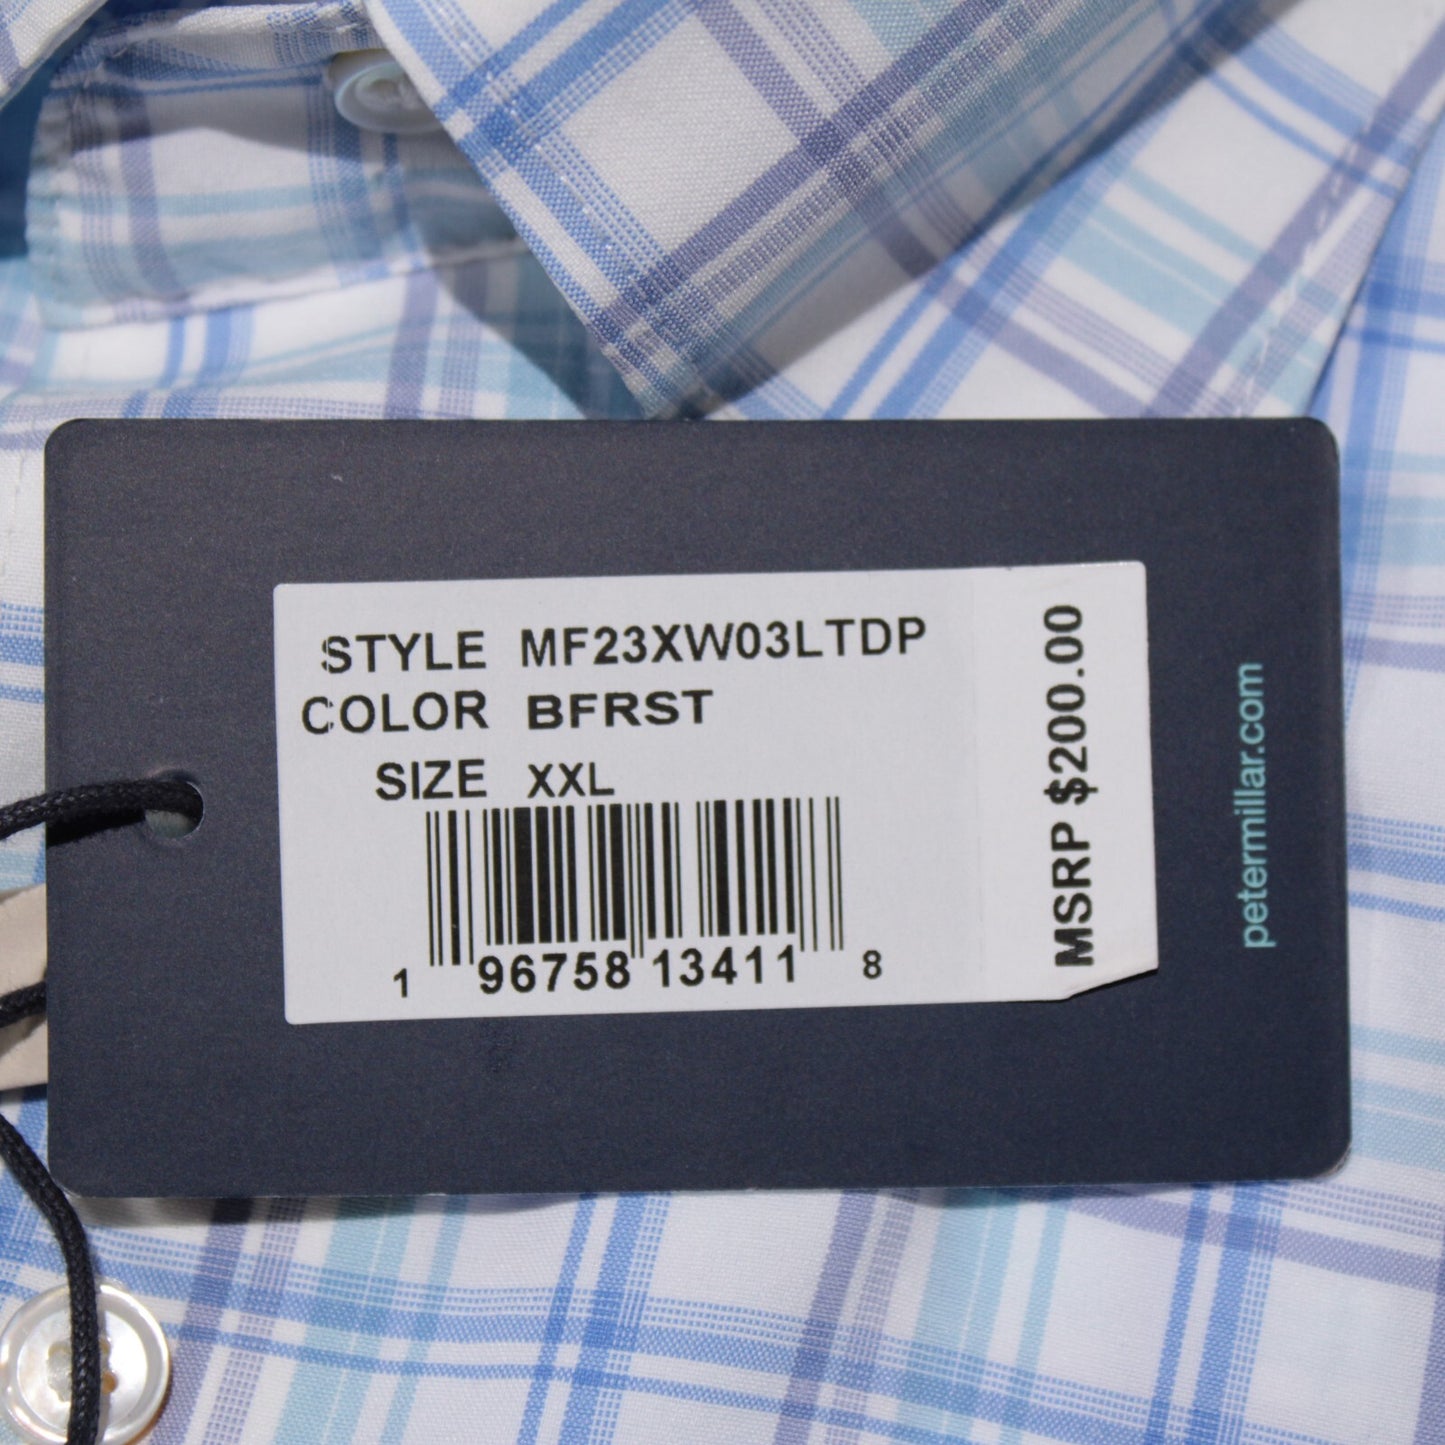 STYLE MF23XW03LTDP
COLOR BFRST
SIZE XXL
1 96758 13411 8
MSRP $200.00
petermillar.com